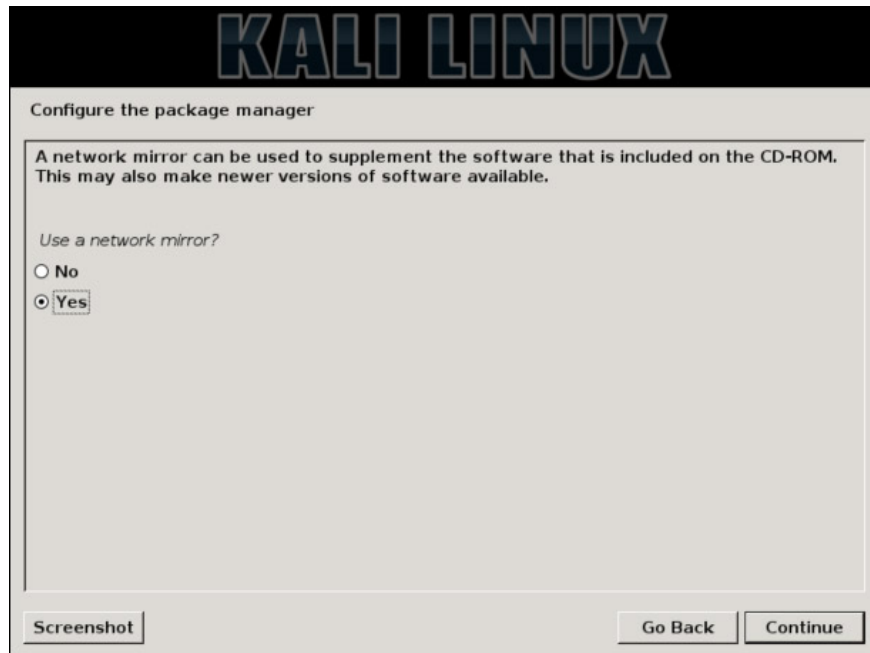 KALI LINUX
Configure the package manager
A network mirror can be used to supplement the software that is included on the CD-ROM.
This may also make newer versions of software available.
Use a network mirror?
No
Yes
Screenshot
Go Back
Continue